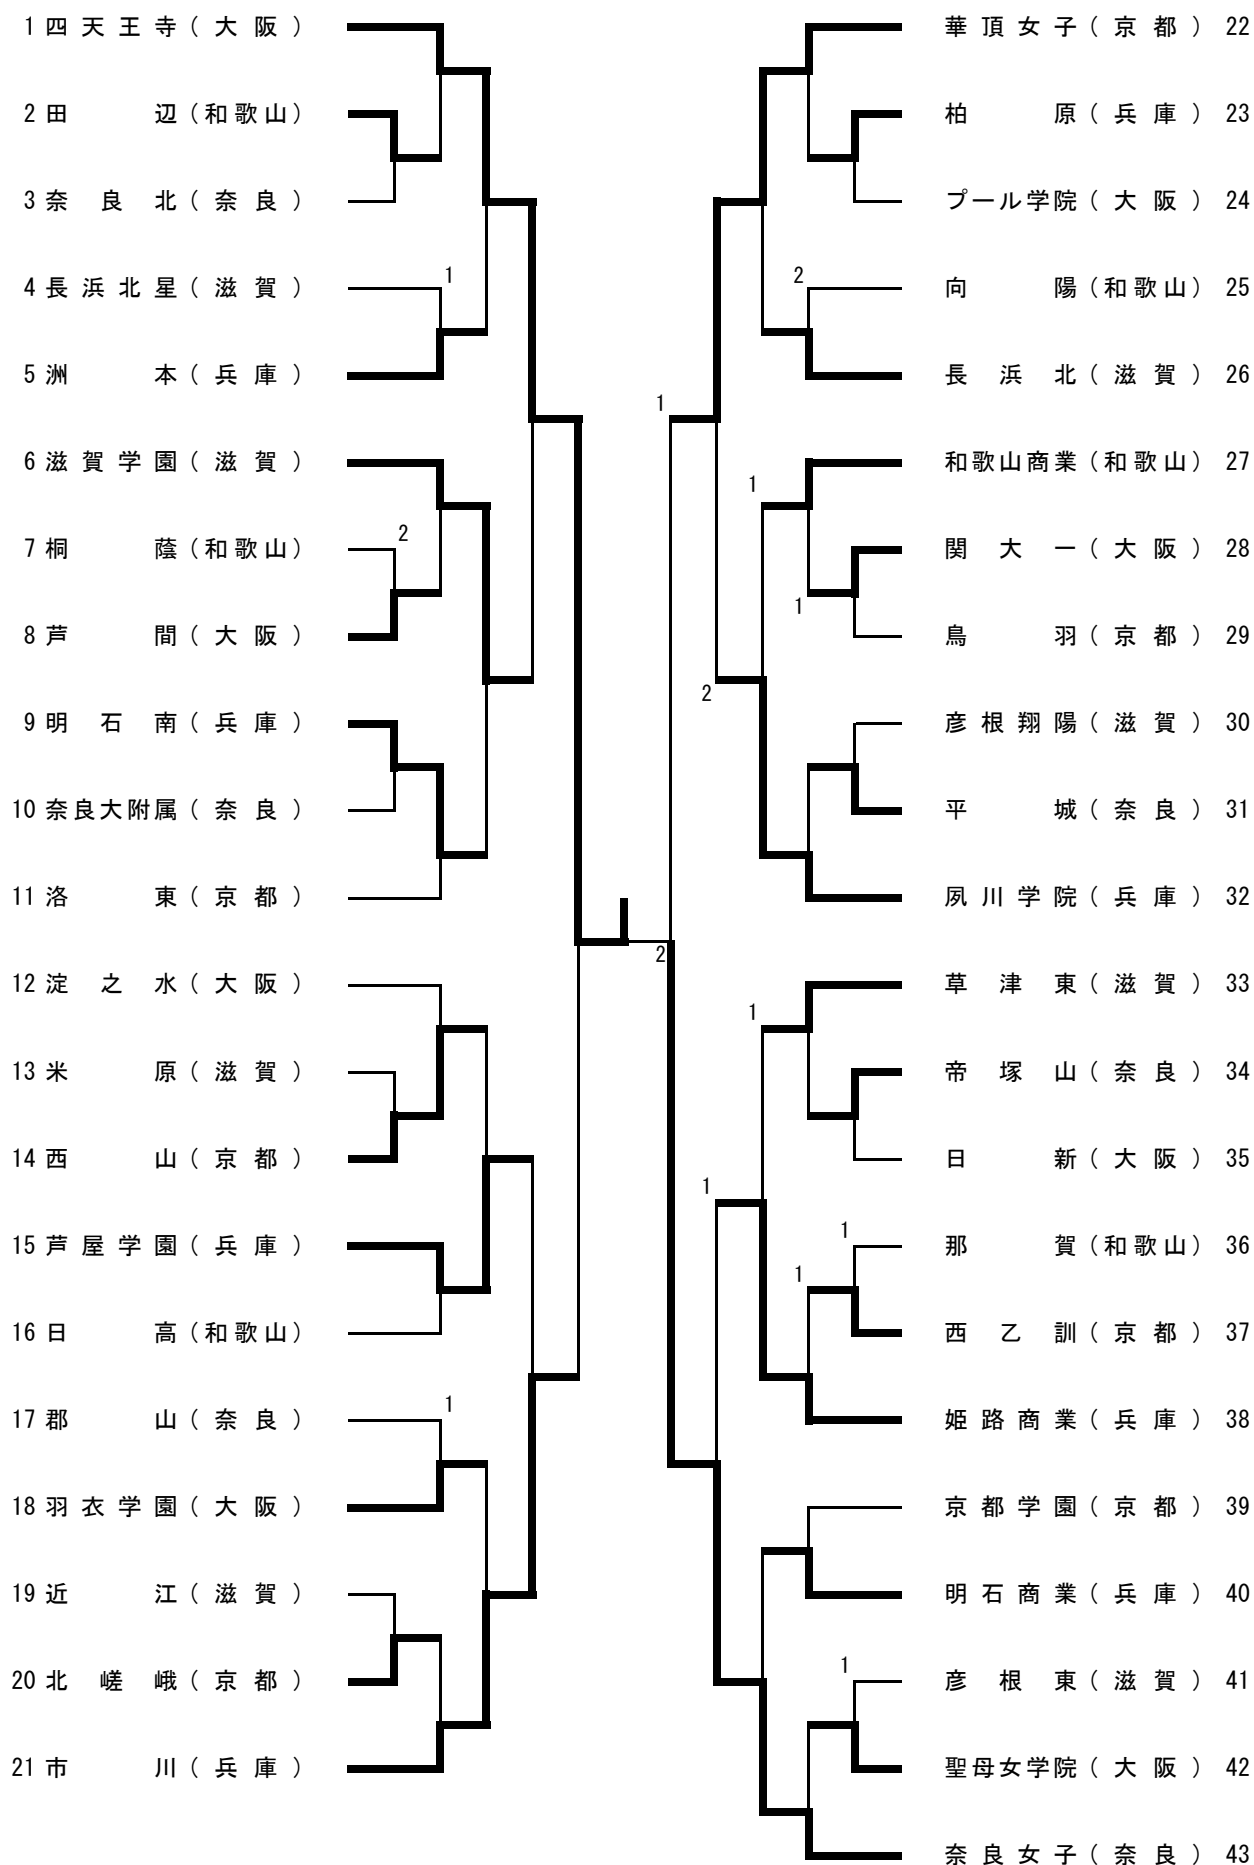 1 四天王寺(大阪)
2 田辺(和歌山)
3 奈良北(奈良)
4 長浜北星(滋賀)
1
5 洲本(兵庫)
6 滋賀学園(滋賀)
7 桐蔭(和歌山)
2
8 芦間(大阪)
9 明石南(兵庫)
10 奈良大附属(奈良)
11 洛東(京都)
12 淀之水(大阪)
13 米原(滋賀)
14 西山(京都)
15 芦屋学園(兵庫)
16 日高(和歌山)
17 郡山(奈良)
1
18 羽衣学園(大阪)
19 近江(滋賀)
20 北嵯峨(京都)
21 市川(兵庫)
華頂女子(京都) 22
柏原(兵庫) 23
プール学院(大阪) 24
2
向陽(和歌山) 25
長浜北(滋賀) 26
1
和歌山商業(和歌山) 27
1
関大一(大阪) 28
1
鳥羽(京都) 29
2
彦根翔陽(滋賀) 30
平城(奈良) 31
夙川学院(兵庫) 32
2
草津東(滋賀) 33
1
帝塚山(奈良) 34
日新(大阪) 35
1
1
那賀(和歌山) 36
1
西乙訓(京都) 37
姫路商業(兵庫) 38
京都学園(京都) 39
明石商業(兵庫) 40
1
彦根東(滋賀) 41
聖母女学院(大阪) 42
奈良女子(奈良) 43